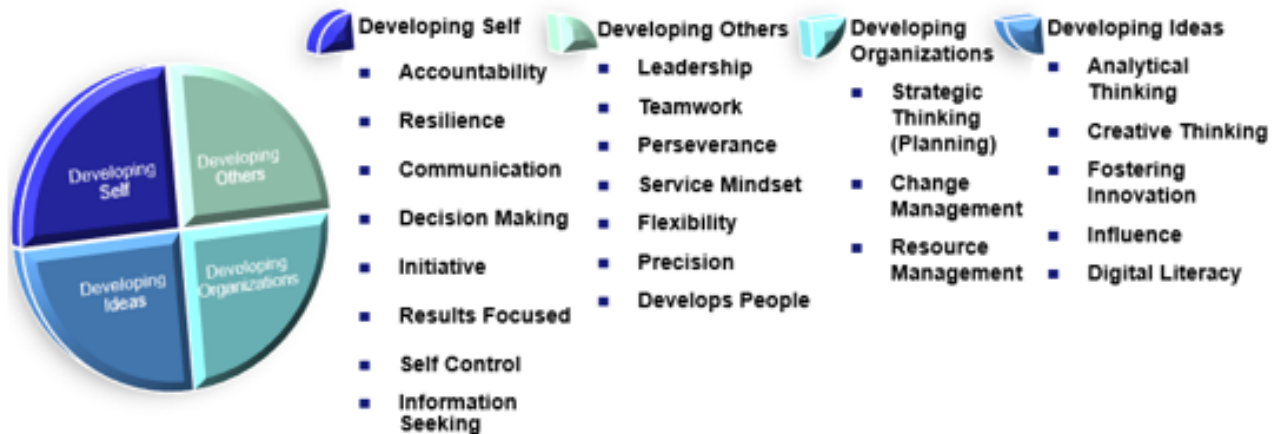 Developing
Self
Developing
Others
Developing
Ideas
Developing
Organizations
Developing Self
Accountability
Resilience
Communication
Decision Making
Initiative
Results Focused
Self Control
Information
Seeking
Developing Others
Leadership
Teamwork
Perseverance
Service Mindset
Flexibility
Precision
Develops People
Developing
Organizations
Strategic
Thinking
(Planning)
Change
Management
Resource
Management
Developing Ideas
Analytical
Thinking
Creative Thinking
Fostering
Innovation
Influence
Digital Literacy